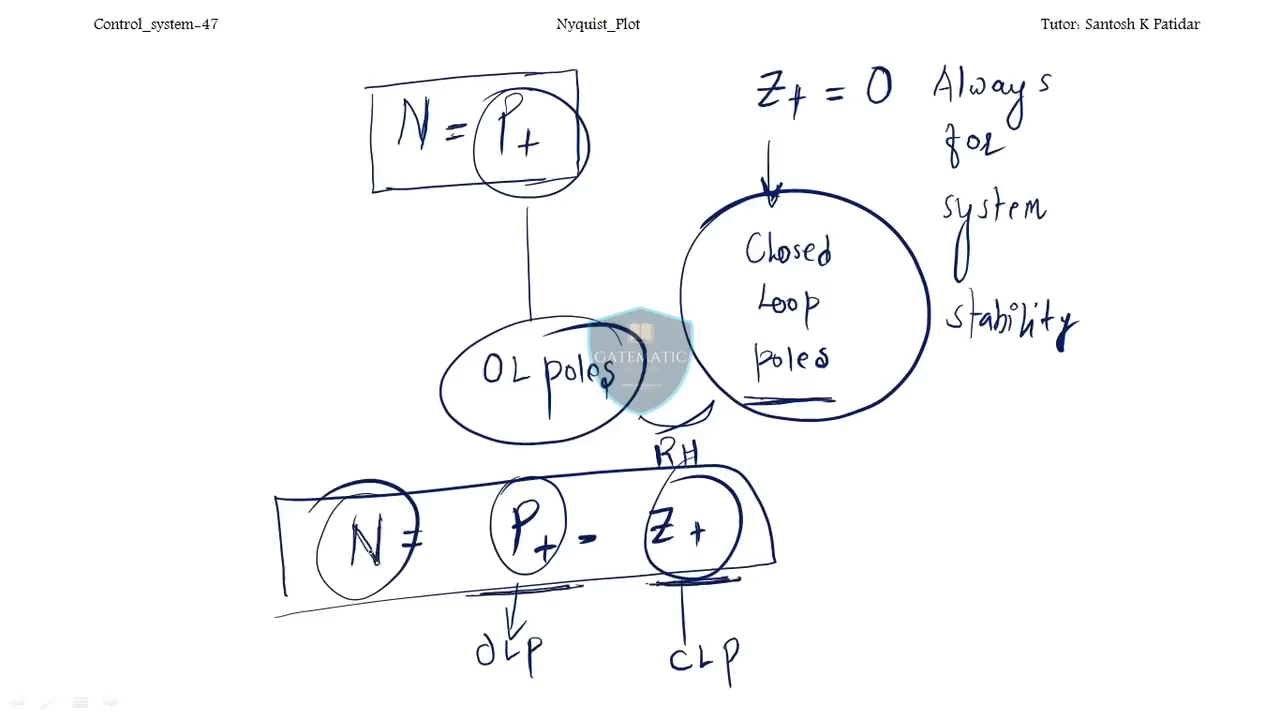 Control_system-47
Nyquist_Plot
Tutor: Santosh K Patidar
N = P+
Z+ = 0 Always
for
system
stability
Closed
Loop
poles
OL poles
GATEMATIC
RH
N = P+ - Z+
OLP
CLP